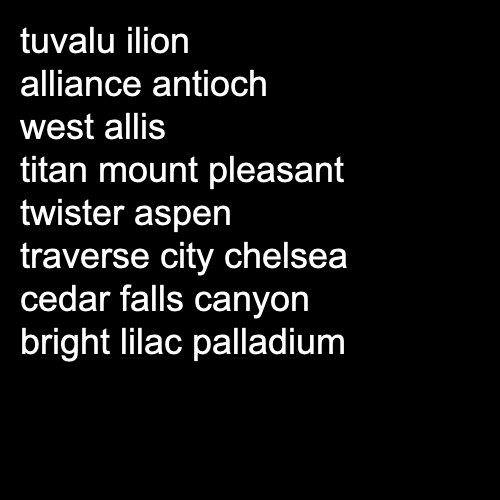 tuvalu ilion
alliance antioch
west allis
titan mount pleasant
twister aspen
traverse city chelsea
cedar falls canyon
bright lilac palladium